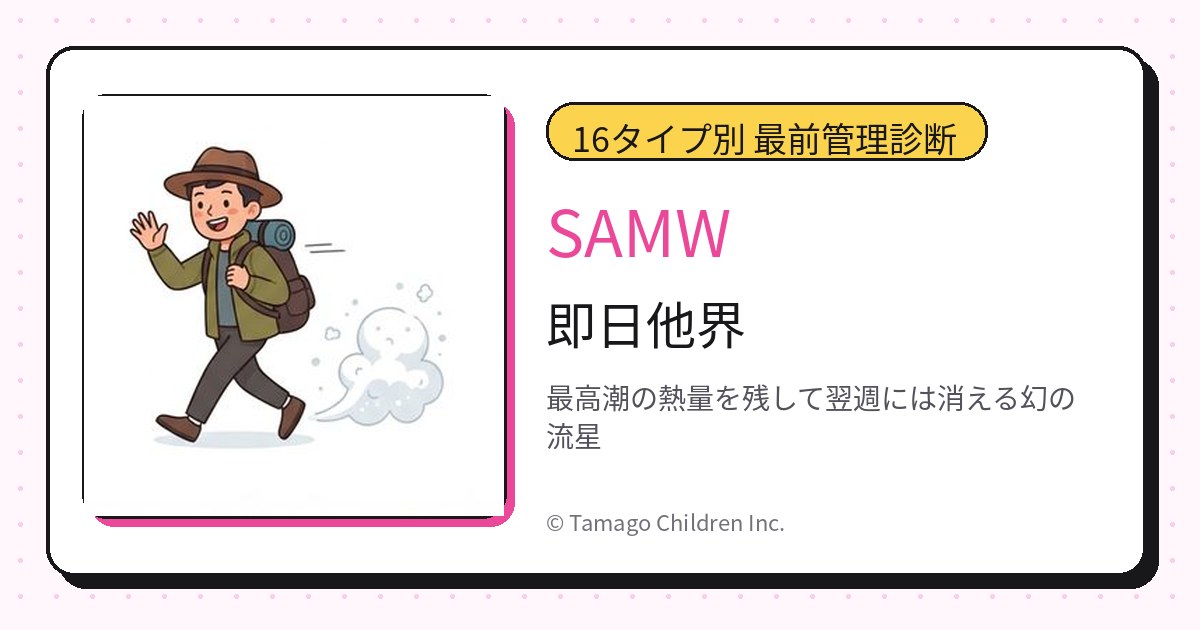 16タイプ別 最前管理診断
SAMW
即日他界
最高潮の熱量を残して翌週には消える幻の
流星
© Tamago Children Inc.